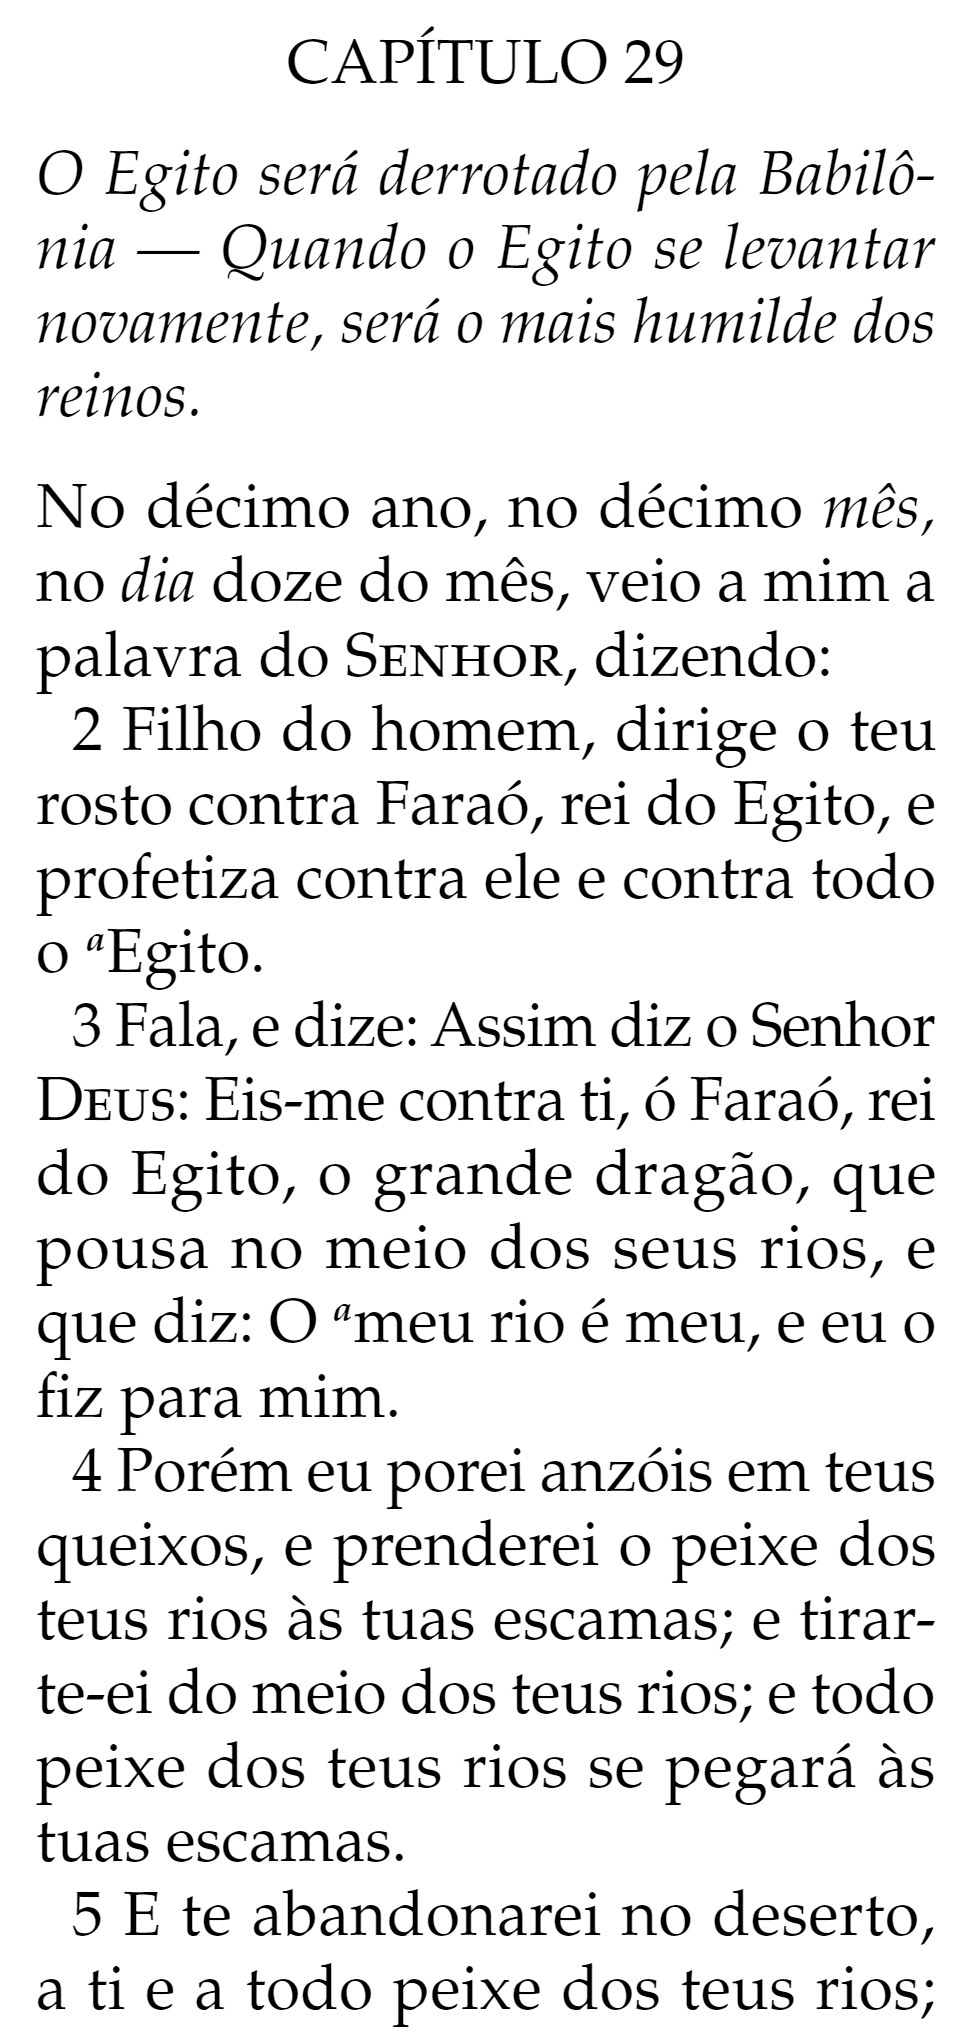 CAPÍTULO 29
O Egito será derrotado pela Babilô-
nia — Quando o Egito se levantar
novamente, será o mais humilde dos
reinos.
No décimo ano, no décimo mês,
no dia doze do mês, veio a mim a
palavra do SENHOR, dizendo:
2 Filho do homem, dirige o teu
rosto contra Faraó, rei do Egito, e
profetiza contra ele e contra todo
o ᵃEgito.
3 Fala, e dize: Assim diz o Senhor
DEUS: Eis-me contra ti, ó Faraó, rei
do Egito, o grande dragão, que
pousa no meio dos seus rios, e
que diz: O ᵃmeu rio é meu, e eu o
fiz para mim.
4 Porém eu porei anzóis em teus
queixos, e prenderei o peixe dos
teus rios às tuas escamas; e tirar-
te-ei do meio dos teus rios; e todo
peixe dos teus rios se pegará às
tuas escamas.
5 E te abandonarei no deserto,
a ti e a todo peixe dos teus rios;